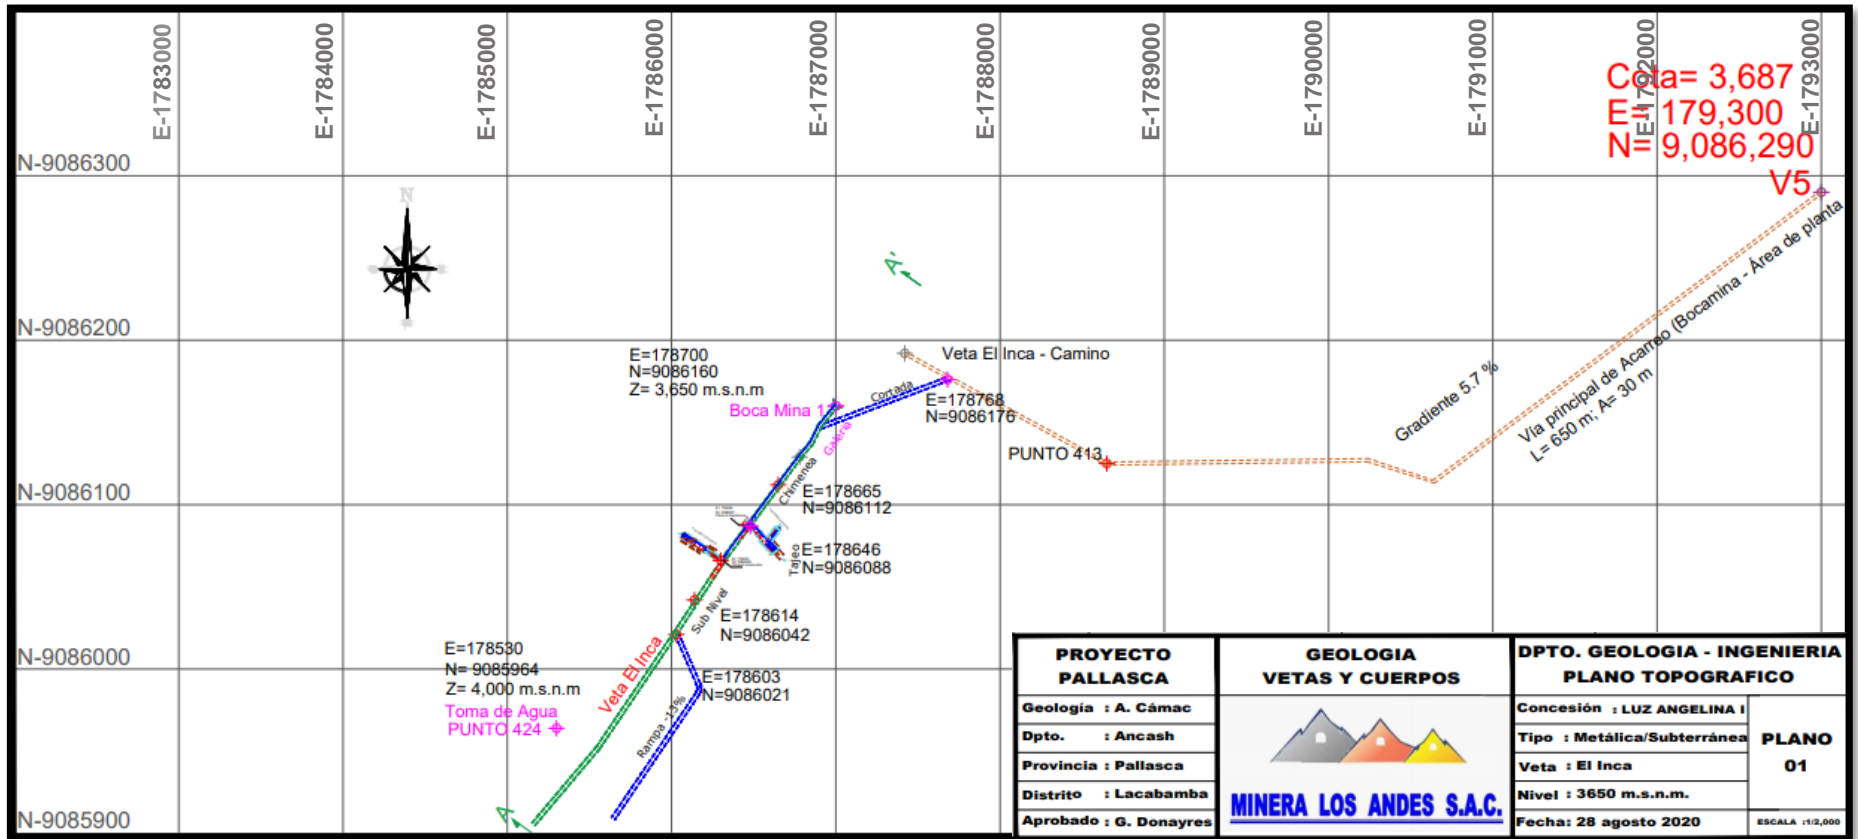 E-1783000
E-1784000
E-1785000
E-1786000
E-1787000
E-1788000
E-1789000
E-1790000
E-1791000
E-1792000
E-1793000
Cota= 3,687
E= 179,300
N= 9,086,290
V5
N-9086300
N-9086200
N-9086100
N-9086000
N-9085900
N
A'
E=178700
N=9086160
Z= 3,650 m.s.n.m
Boca Mina 1
Veta El Inca - Camino
Cortada
Galería
E=178768
N=9086176
PUNTO 413
Gradiente 5.7 %
Vía principal de Acarreo (Bocamina - Área de planta
L= 650 m; A= 30 m
Chimenea
E=178665
N=9086112
Tajeo
E=178646
N=9086088
Sub Nivel
E=178614
N=9086042
E=178530
N= 9085964
Z= 4,000 m.s.n.m
Toma de Agua
PUNTO 424
Veta El Inca
E=178603
N=9086021
Rampa -13%
A
PROYECTO
PALLASCA
Geología : A. Cámac
Dpto. : Ancash
Provincia : Pallasca
Distrito : Lacabamba
Aprobado : G. Donayres
GEOLOGIA
VETAS Y CUERPOS
MINERA LOS ANDES S.A.C.
DPTO. GEOLOGIA - INGENIERIA
PLANO TOPOGRAFICO
Concesión : LUZ ANGELINA I
Tipo : Metálica/Subterránea
Veta : El Inca
Nivel : 3650 m.s.n.m.
Fecha: 28 agosto 2020
PLANO
01
ESCALA :1/2,000